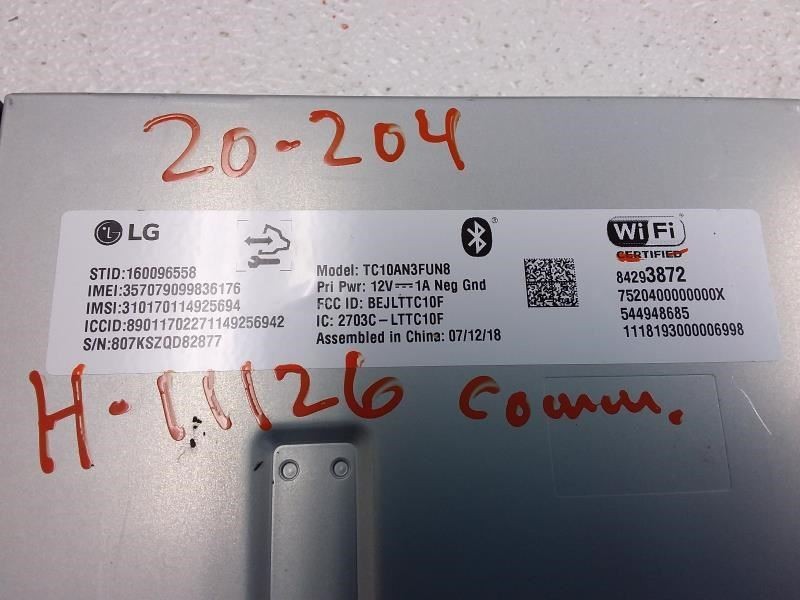 20-204
LG
STID:160096558
IMEI:357079099836176
IMSI:310170114925694
ICCID:89011702271149256942
S/N:807KSZQD82877
Model: TC10AN3FUN8
Pri Pwr: 12V⎓1A Neg Gnd
FCC ID: BEJLTTC10F
IC: 2703C-LTTC10F
Assembled in China: 07/12/18
Wi Fi
CERTIFIED
84293872
7520400000000X
544948685
1118193000006998
H-11126 Comm.